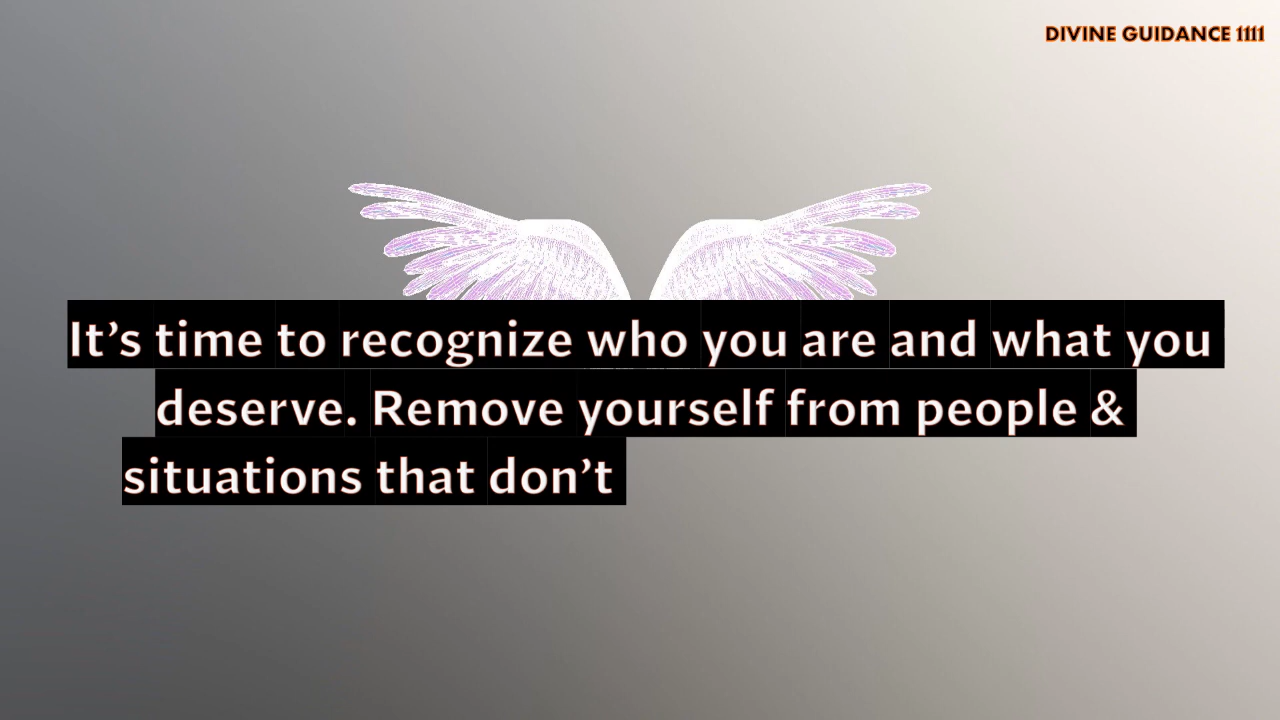 DIVINE GUIDANCE 1111
It’s time to recognize who you are and what you
deserve. Remove yourself from people &
situations that don’t